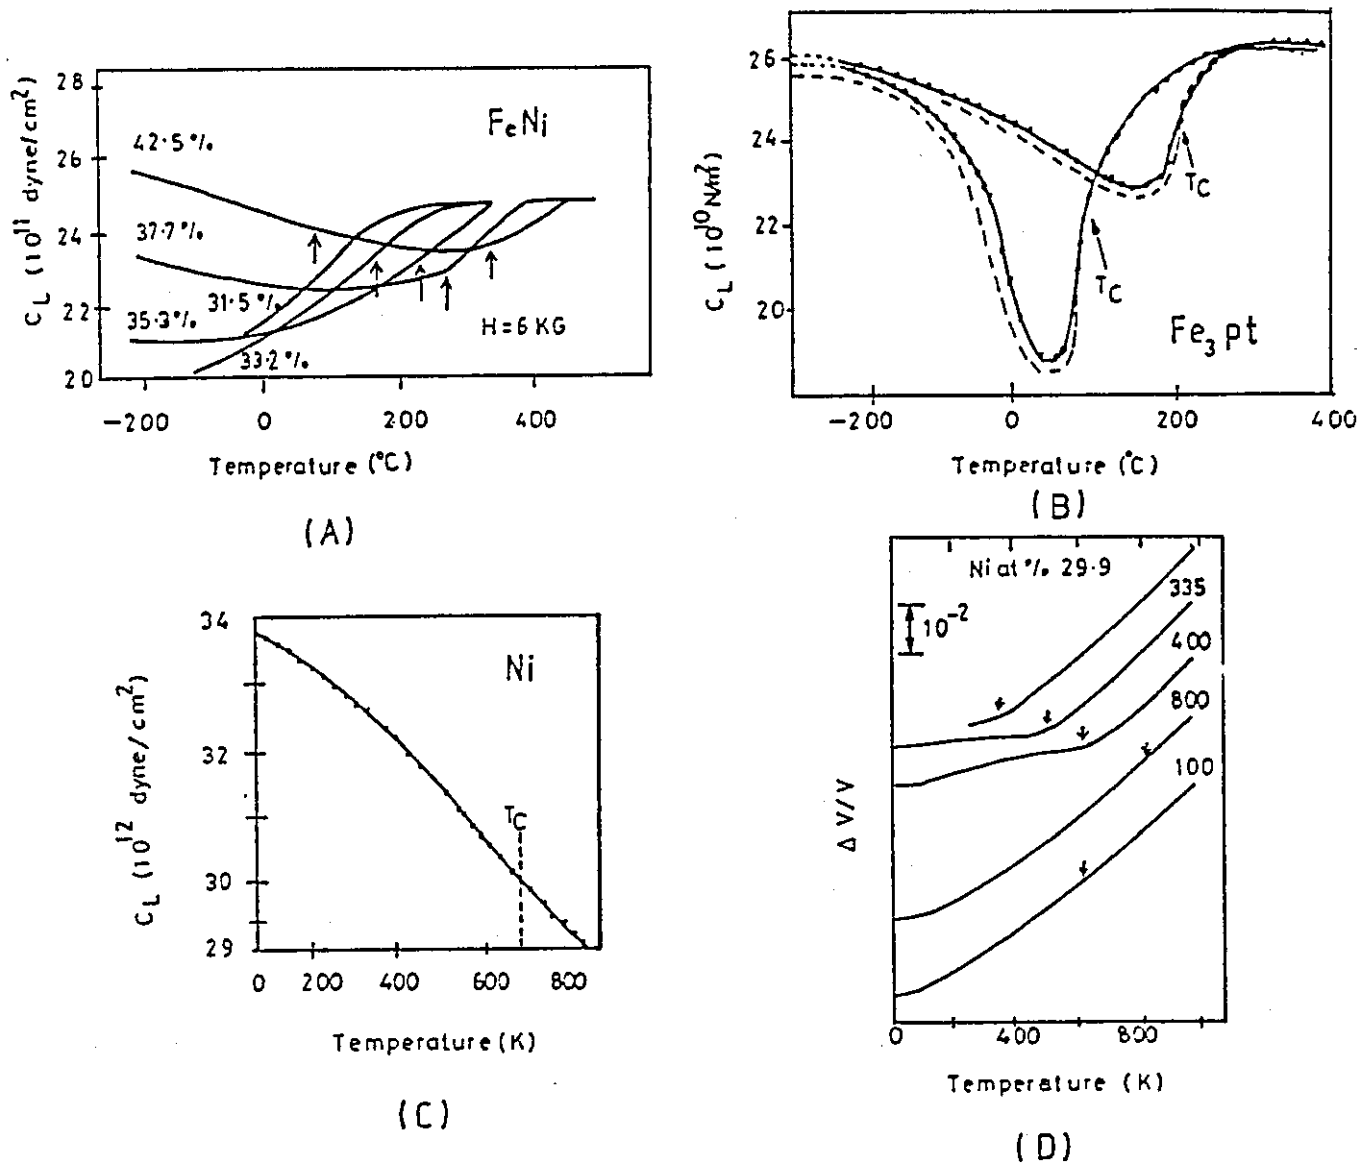 FeNi
C_L (10^11 dyne/cm^2)
28
26
24
22
20
42.5 %
37.7 %
31.5 %
35.3 %
33.2 %
H = 6 KG
-200 0 200 400
Temperature (°C)
(A)
C_L (10^10 N/m^2)
26
24
22
20
T_C
T_C
Fe_3 pt
-200 0 200 400
Temperature (°C)
(B)
C_L (10^12 dyne/cm^2)
34
32
30
29
Ni
T_C
0 200 400 600 800
Temperature (K)
(C)
Ni at % 29.9
10^-2
335
400
800
100
Δ V/V
0 400 800
Temperature (K)
(D)